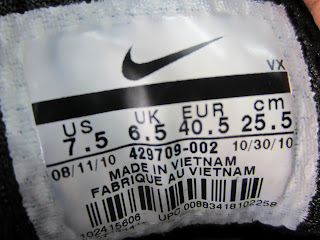 VX
US UK EUR cm
7.5 6.5 40.5 25.5
08/11/10 429709-002 10/30/10
MADE IN VIETNAM
FABRIQUE AU VIETNAM
102415606 UPC 00883418102258